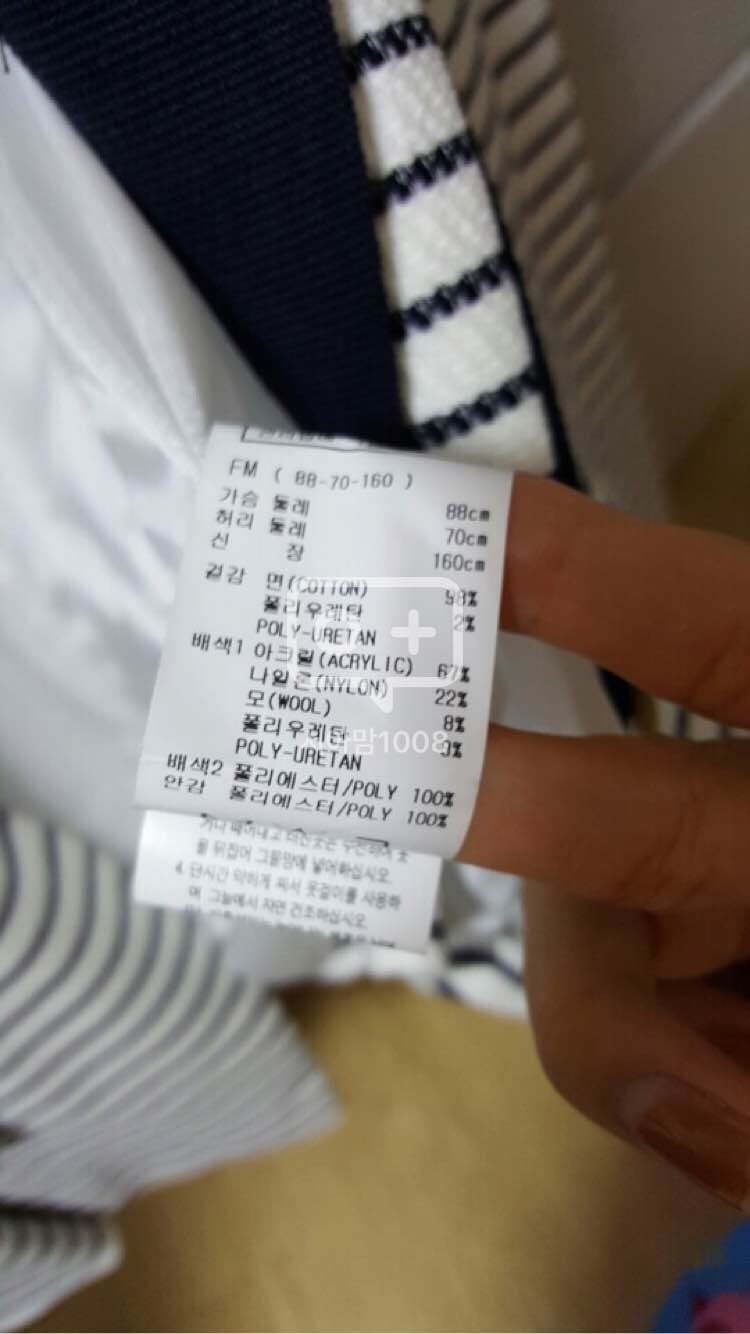 FM ( 88-70-160 )
가슴 둘레 88cm
허리 둘레 70cm
신 장 160cm
겉감 면(COTTON) 98%
폴리우레탄 2%
POLY-URETAN
배색1 아크릴(ACRYLIC) 67%
나일론(NYLON) 22%
모(WOOL) 8%
폴리우레탄 3%
POLY-URETAN
배색2 폴리에스터/POLY 100%
안감 폴리에스터/POLY 100%
을 뒤집어 그물망에 넣어하십시오.
4. 단시간 약하게 짜서 옷걸이를 사용하
며 그늘에서 자연 건조하십시오.
맘1008